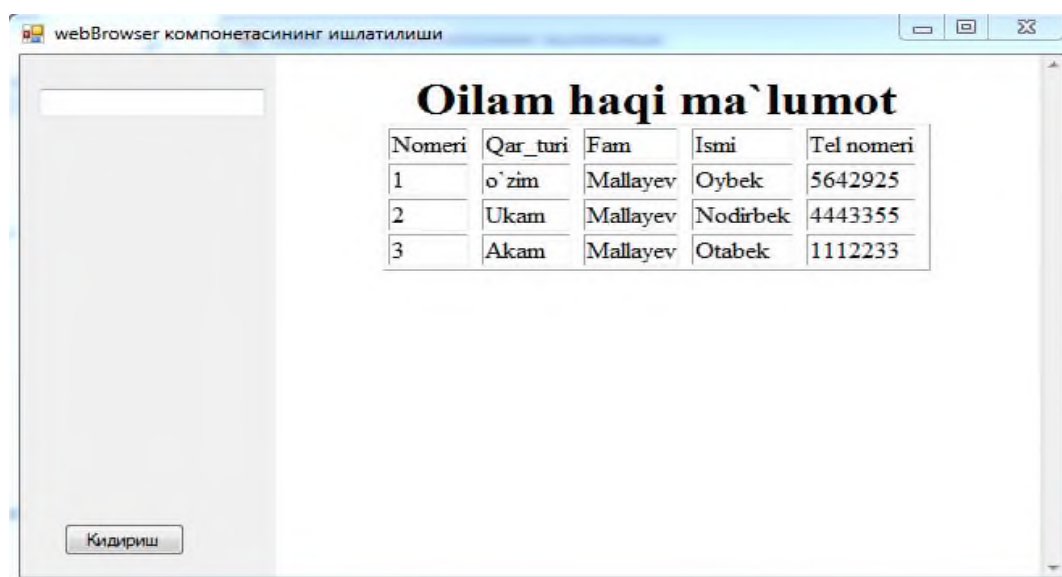 webBrowser компонетасининг ишлатилиши
Oilam haqi ma`lumot
Nomeri Qar_turi Fam Ismi Tel nomeri
1 o`zim Mallayev Oybek 5642925
2 Ukam Mallayev Nodirbek 4443355
3 Akam Mallayev Otabek 1112233
Кидириш